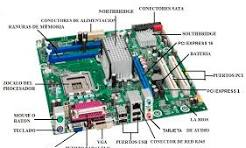 NORTHBRIDGE
CONECTORES SATA
CONECTORES DE ALIMENTACION
RANURAS DE MEMORIA
SOUTHBRIDGE
PCI EXPRESS 16
BATERIA
ZOCALO DEL
PROCESADOR
PUERTOS PCI
PCI EXPRESS 1
MOUSE O
RATON
LA BIOS
TECLADO
VGA
PUERTOS USB
TARJETA DE AUDIO
CONECTOR DE RED RJ45